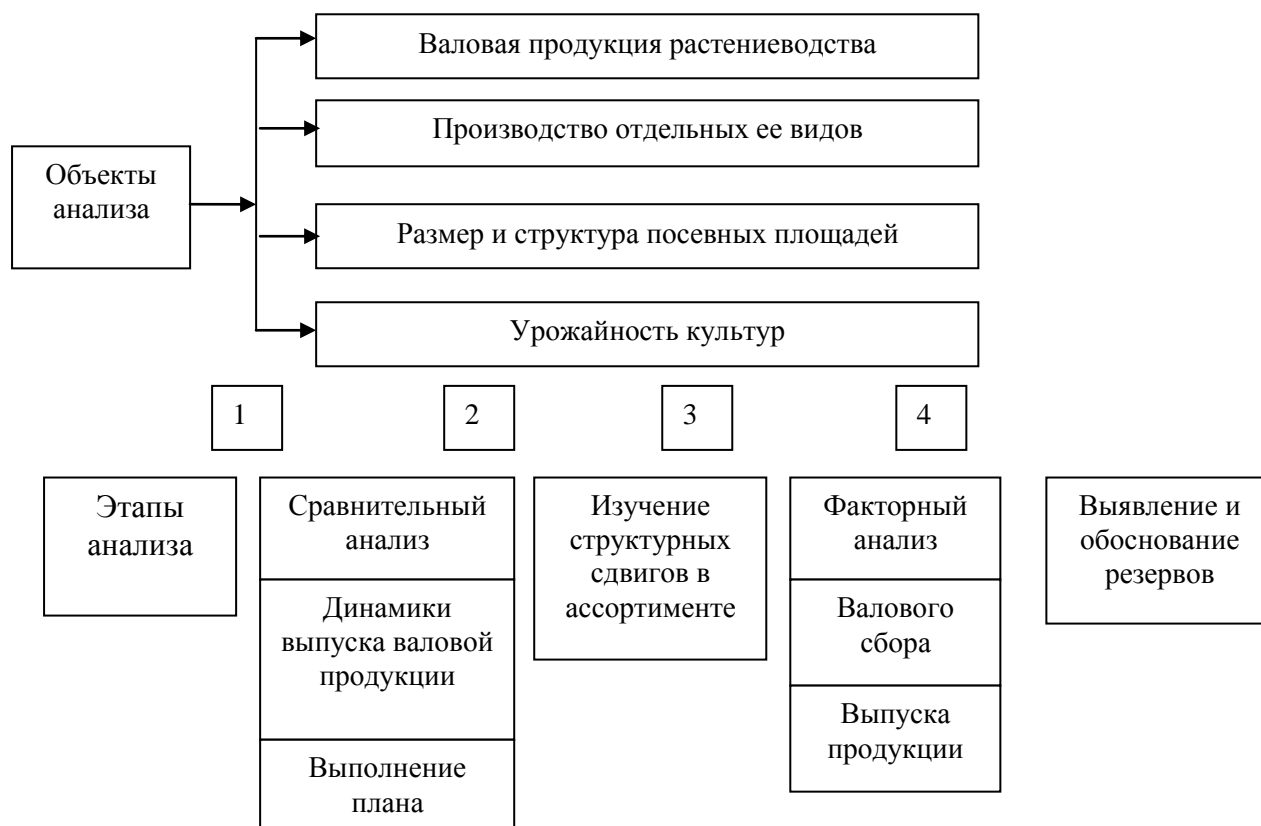 Валовая продукция растениеводства
Производство отдельных ее видов
Объекты
анализа
Размер и структура посевных площадей
Урожайность культур
1
2
3
4
Этапы
анализа
Сравнительный
анализ
Динамики
выпуска валовой
продукции
Выполнение
плана
Изучение
структурных
сдвигов в
ассортименте
Факторный
анализ
Валового
сбора
Выпуска
продукции
Выявление и
обоснование
резервов